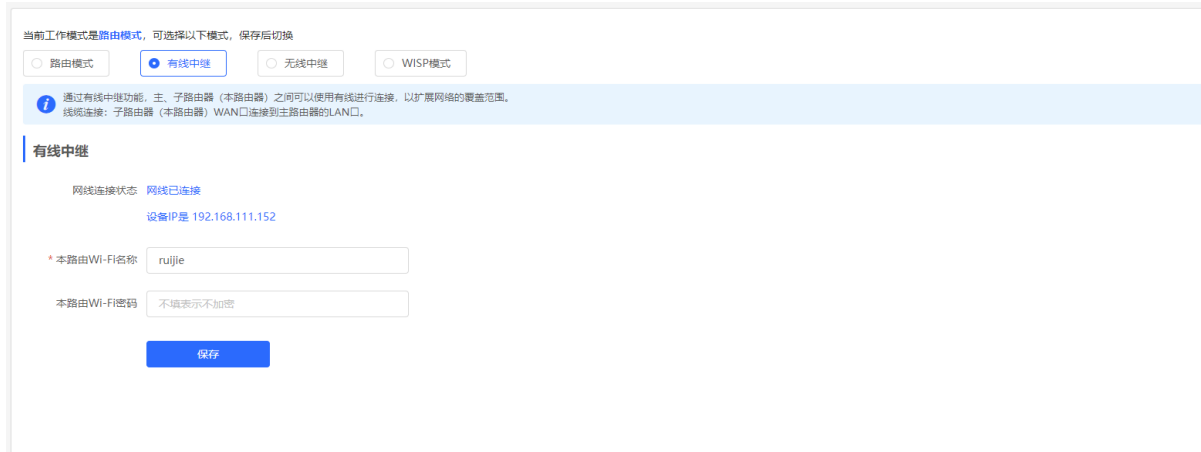 当前工作模式是路由模式，可选择以下模式，保存后切换
路由模式 有线中继 无线中继 WISP模式
通过有线中继功能，主、子路由器（本路由器）之间可以使用有线进行连接，以扩展网络的覆盖范围。
线缆连接：子路由器（本路由器）WAN口连接到主路由器的LAN口。
有线中继
网线连接状态 网线已连接
设备IP是 192.168.111.152
* 本路由Wi-Fi名称 ruijie
本路由Wi-Fi密码 不填表示不加密
保存